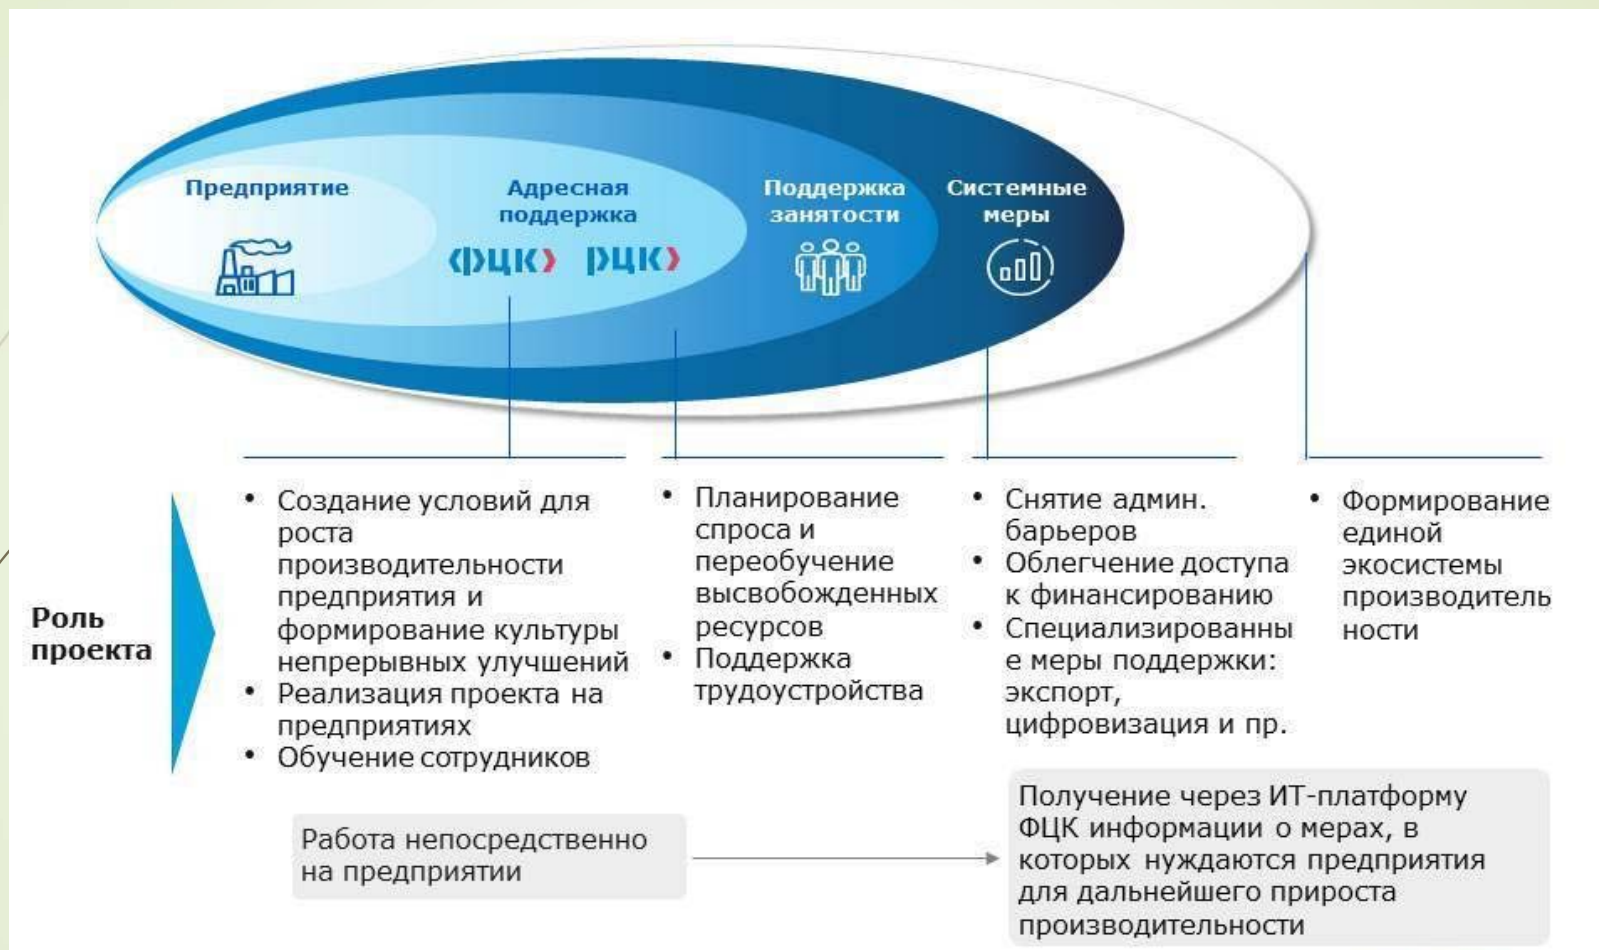 Предприятие
Адресная
поддержка
ФЦК РЦК
Поддержка
занятости
Системные
меры
Роль
проекта
• Создание условий для
роста
производительности
предприятия и
формирование культуры
непрерывных улучшений
• Реализация проекта на
предприятиях
• Обучение сотрудников
• Планирование
спроса и
переобучение
высвобожденных
ресурсов
• Поддержка
трудоустройства
• Снятие админ.
барьеров
• Облегчение доступа
к финансированию
• Специализированны
е меры поддержки:
экспорт,
цифровизация и пр.
• Формирование
единой
экосистемы
производитель
ности
Работа непосредственно
на предприятии
Получение через ИТ-платформу
ФЦК информации о мерах, в
которых нуждаются предприятия
для дальнейшего прироста
производительности